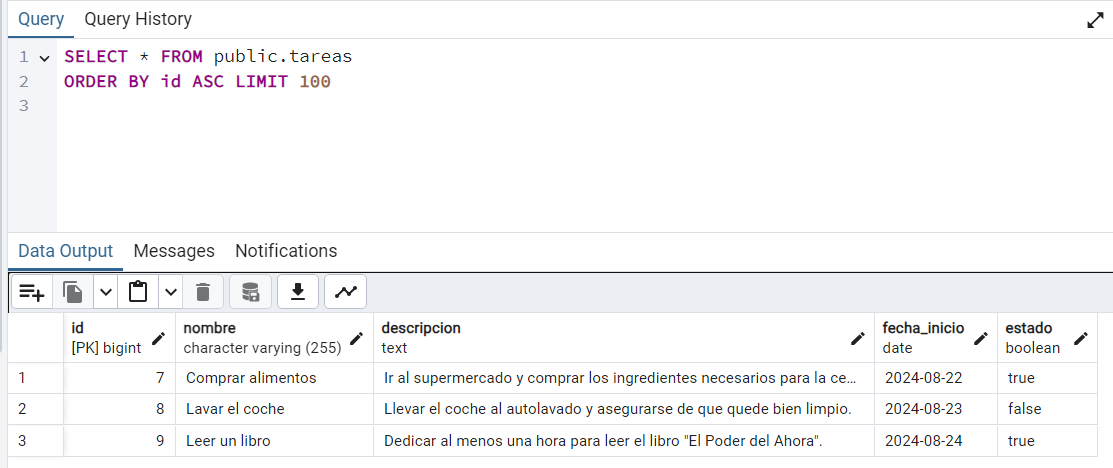 Query Query History
1 SELECT * FROM public.tareas
2 ORDER BY id ASC LIMIT 100
3
Data Output Messages Notifications
id nombre descripcion fecha_inicio estado
[PK] bigint character varying (255) text date boolean
1 7 Comprar alimentos Ir al supermercado y comprar los ingredientes necesarios para la ce... 2024-08-22 true
2 8 Lavar el coche Llevar el coche al autolavado y asegurarse de que quede bien limpio. 2024-08-23 false
3 9 Leer un libro Dedicar al menos una hora para leer el libro "El Poder del Ahora". 2024-08-24 true